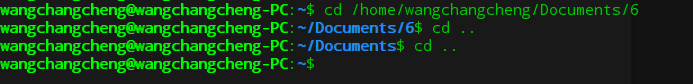 wangchangcheng@wangchangcheng-PC:~$ cd /home/wangchangcheng/Documents/6
wangchangcheng@wangchangcheng-PC:~/Documents/6$ cd ..
wangchangcheng@wangchangcheng-PC:~/Documents$ cd ..
wangchangcheng@wangchangcheng-PC:~$